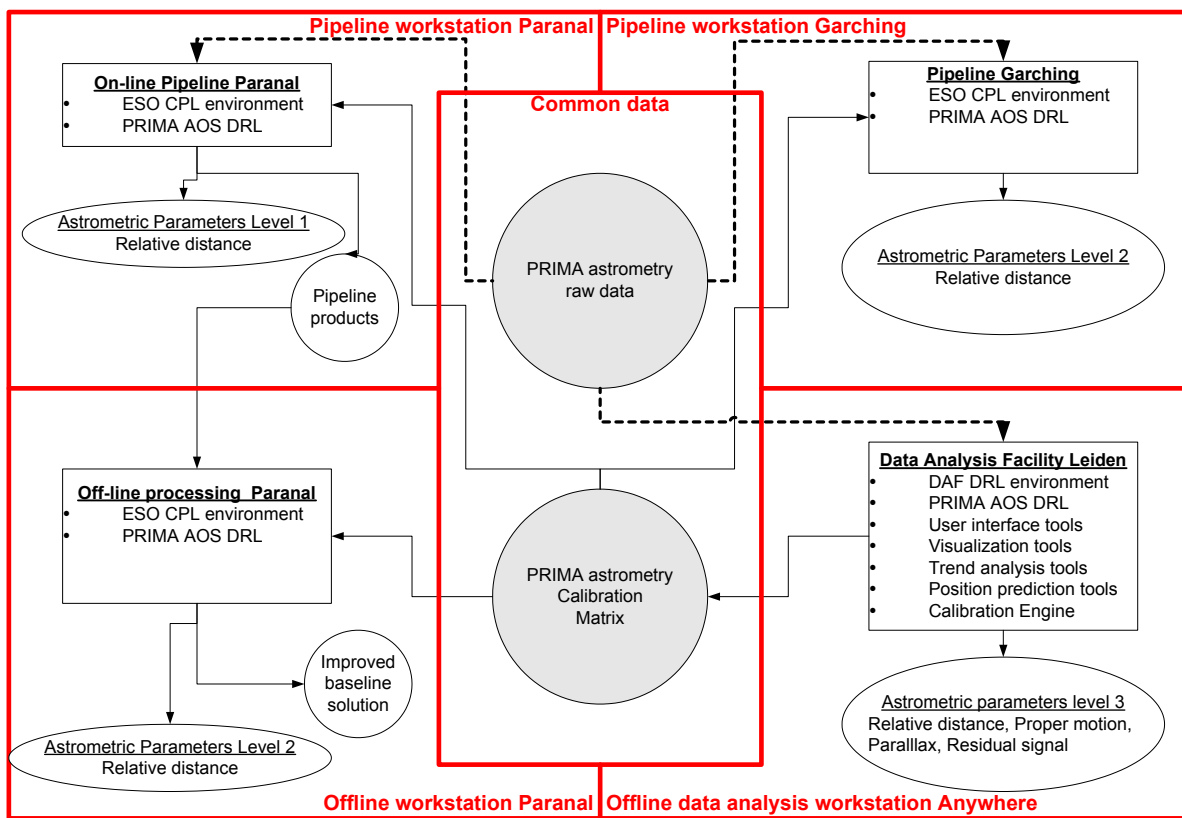 Pipeline workstation Paranal
Pipeline workstation Garching
On-line Pipeline Paranal
• ESO CPL environment
• PRIMA AOS DRL
Astrometric Parameters Level 1
Relative distance
Pipeline
products
Common data
PRIMA astrometry
raw data
Pipeline Garching
• ESO CPL environment
• PRIMA AOS DRL
Astrometric Parameters Level 2
Relative distance
Off-line processing Paranal
• ESO CPL environment
• PRIMA AOS DRL
Improved
baseline
solution
Astrometric Parameters Level 2
Relative distance
PRIMA astrometry
Calibration
Matrix
Data Analysis Facility Leiden
• DAF DRL environment
• PRIMA AOS DRL
• User interface tools
• Visualization tools
• Trend analysis tools
• Position prediction tools
• Calibration Engine
Astrometric parameters level 3
Relative distance, Proper motion,
Paralllax, Residual signal
Offline workstation Paranal
Offline data analysis workstation Anywhere